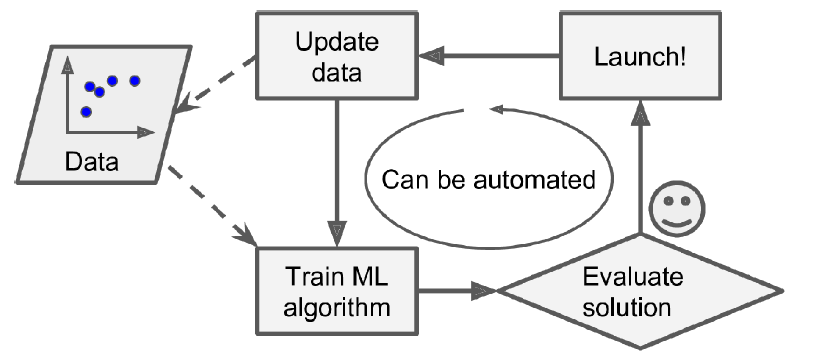 Update
data
Launch!
Data
Can be automated
Train ML
algorithm
Evaluate
solution